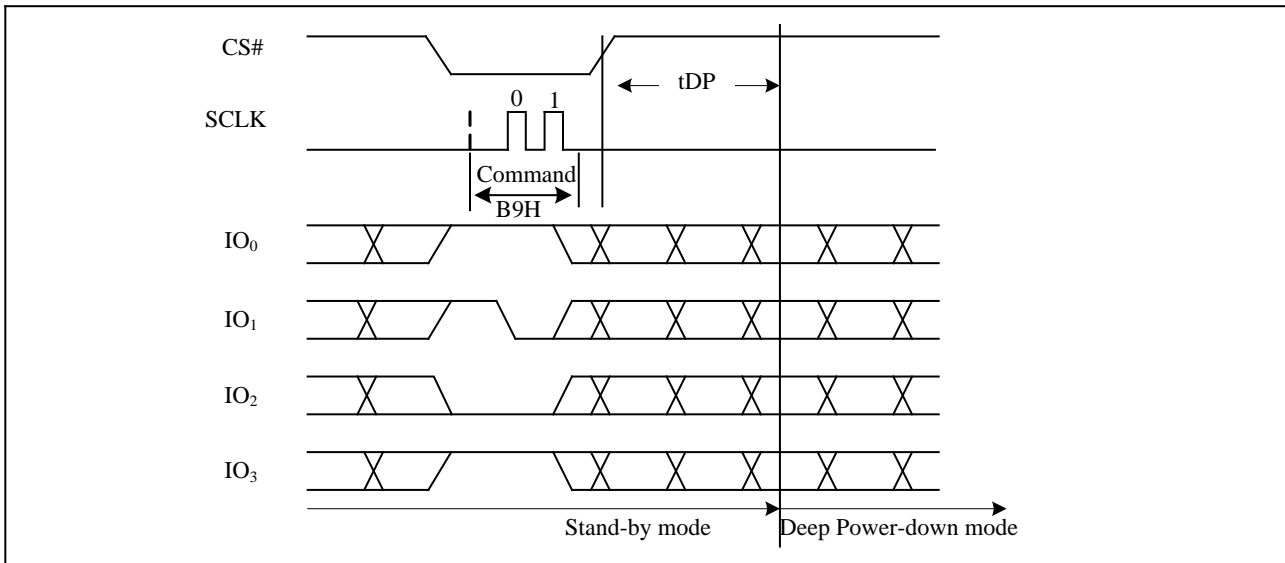 CS#
tDP
0 1
SCLK
Command
B9H
IO0
IO1
IO2
IO3
Stand-by mode
Deep Power-down mode